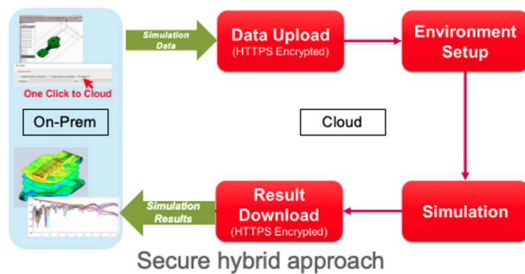 One Click to Cloud
On-Prem
Simulation
Data
Data Upload
(HTTPS Encrypted)
Environment
Setup
Cloud
Simulation
Results
Result
Download
(HTTPS Encrypted)
Simulation
Secure hybrid approach